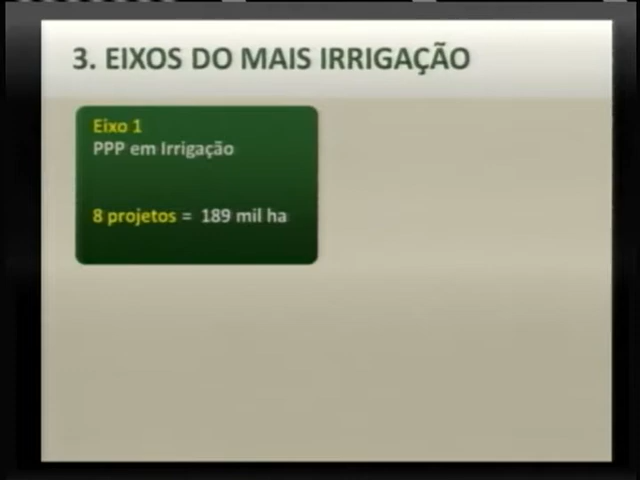 3. EIXOS DO MAIS IRRIGAÇÃO
Eixo 1
PPP em Irrigação
8 projetos = 189 mil ha